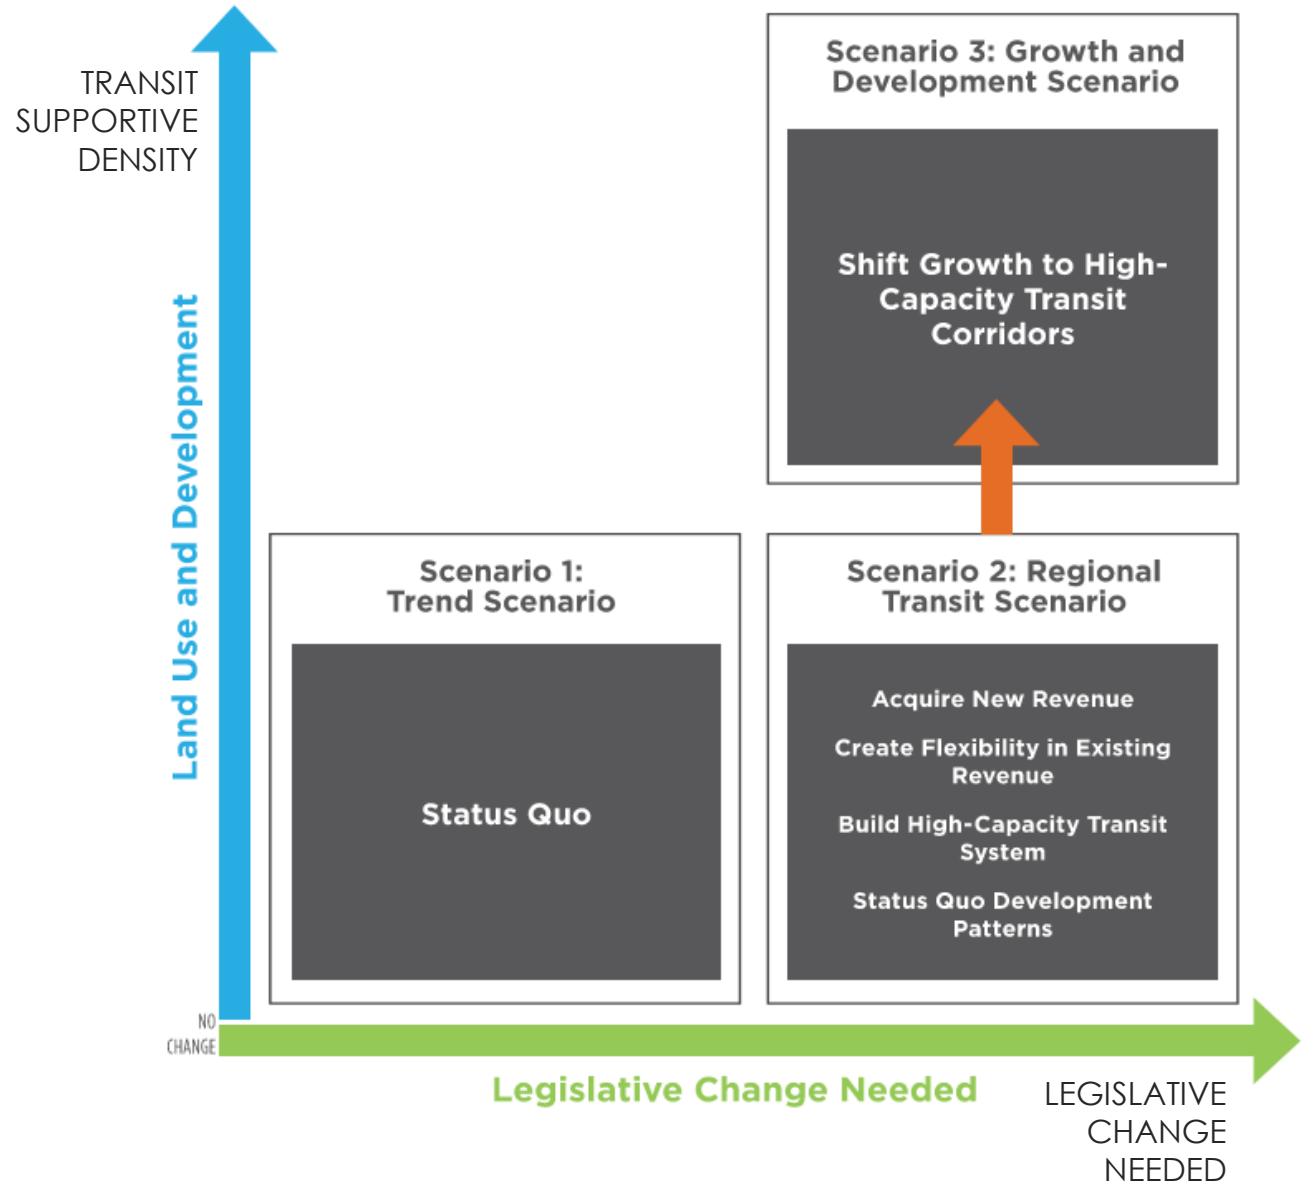 TRANSIT
SUPPORTIVE
DENSITY
Land Use and Development
Scenario 3: Growth and
Development Scenario
Shift Growth to High-
Capacity Transit
Corridors
Scenario 1:
Trend Scenario
Status Quo
Scenario 2: Regional
Transit Scenario
Acquire New Revenue
Create Flexibility in Existing
Revenue
Build High-Capacity Transit
System
Status Quo Development
Patterns
NO
CHANGE
Legislative Change Needed
LEGISLATIVE
CHANGE
NEEDED